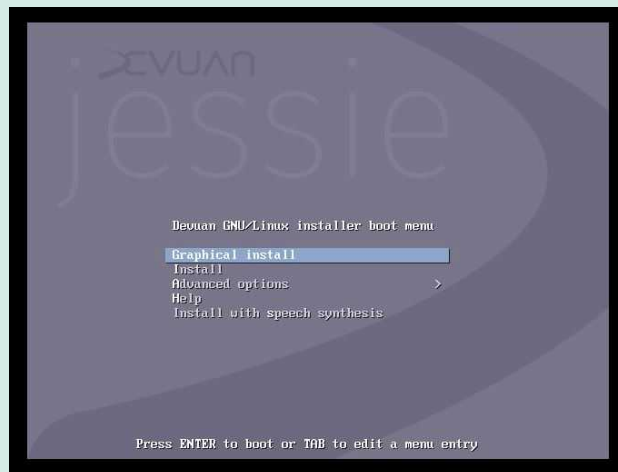 DEVUAN
jessie
Devuan GNU/Linux installer boot menu
Graphical install
Install
Advanced options >
Help
Install with speech synthesis
Press ENTER to boot or TAB to edit a menu entry